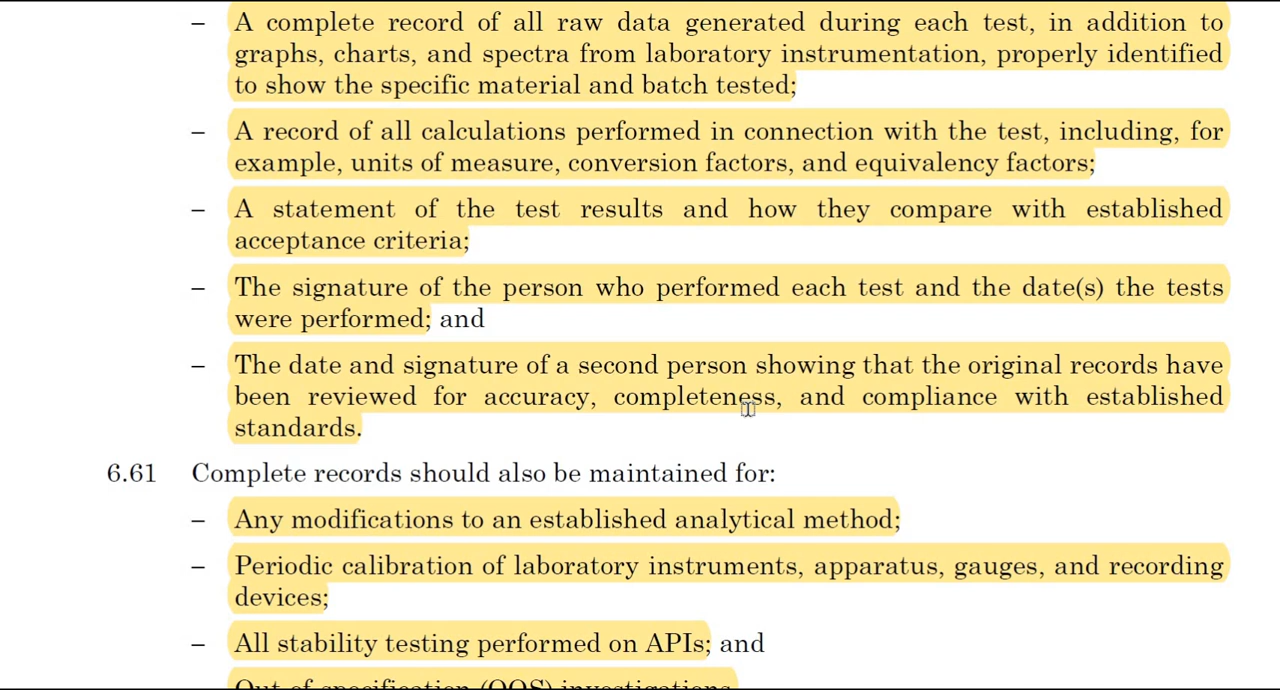 – A complete record of all raw data generated during each test, in addition to
graphs, charts, and spectra from laboratory instrumentation, properly identified
to show the specific material and batch tested;
– A record of all calculations performed in connection with the test, including, for
example, units of measure, conversion factors, and equivalency factors;
– A statement of the test results and how they compare with established
acceptance criteria;
– The signature of the person who performed each test and the date(s) the tests
were performed; and
– The date and signature of a second person showing that the original records have
been reviewed for accuracy, completeness, and compliance with established
standards.
6.61 Complete records should also be maintained for:
– Any modifications to an established analytical method;
– Periodic calibration of laboratory instruments, apparatus, gauges, and recording
devices;
– All stability testing performed on APIs; and
Out-of-specification (OOS) investigations.